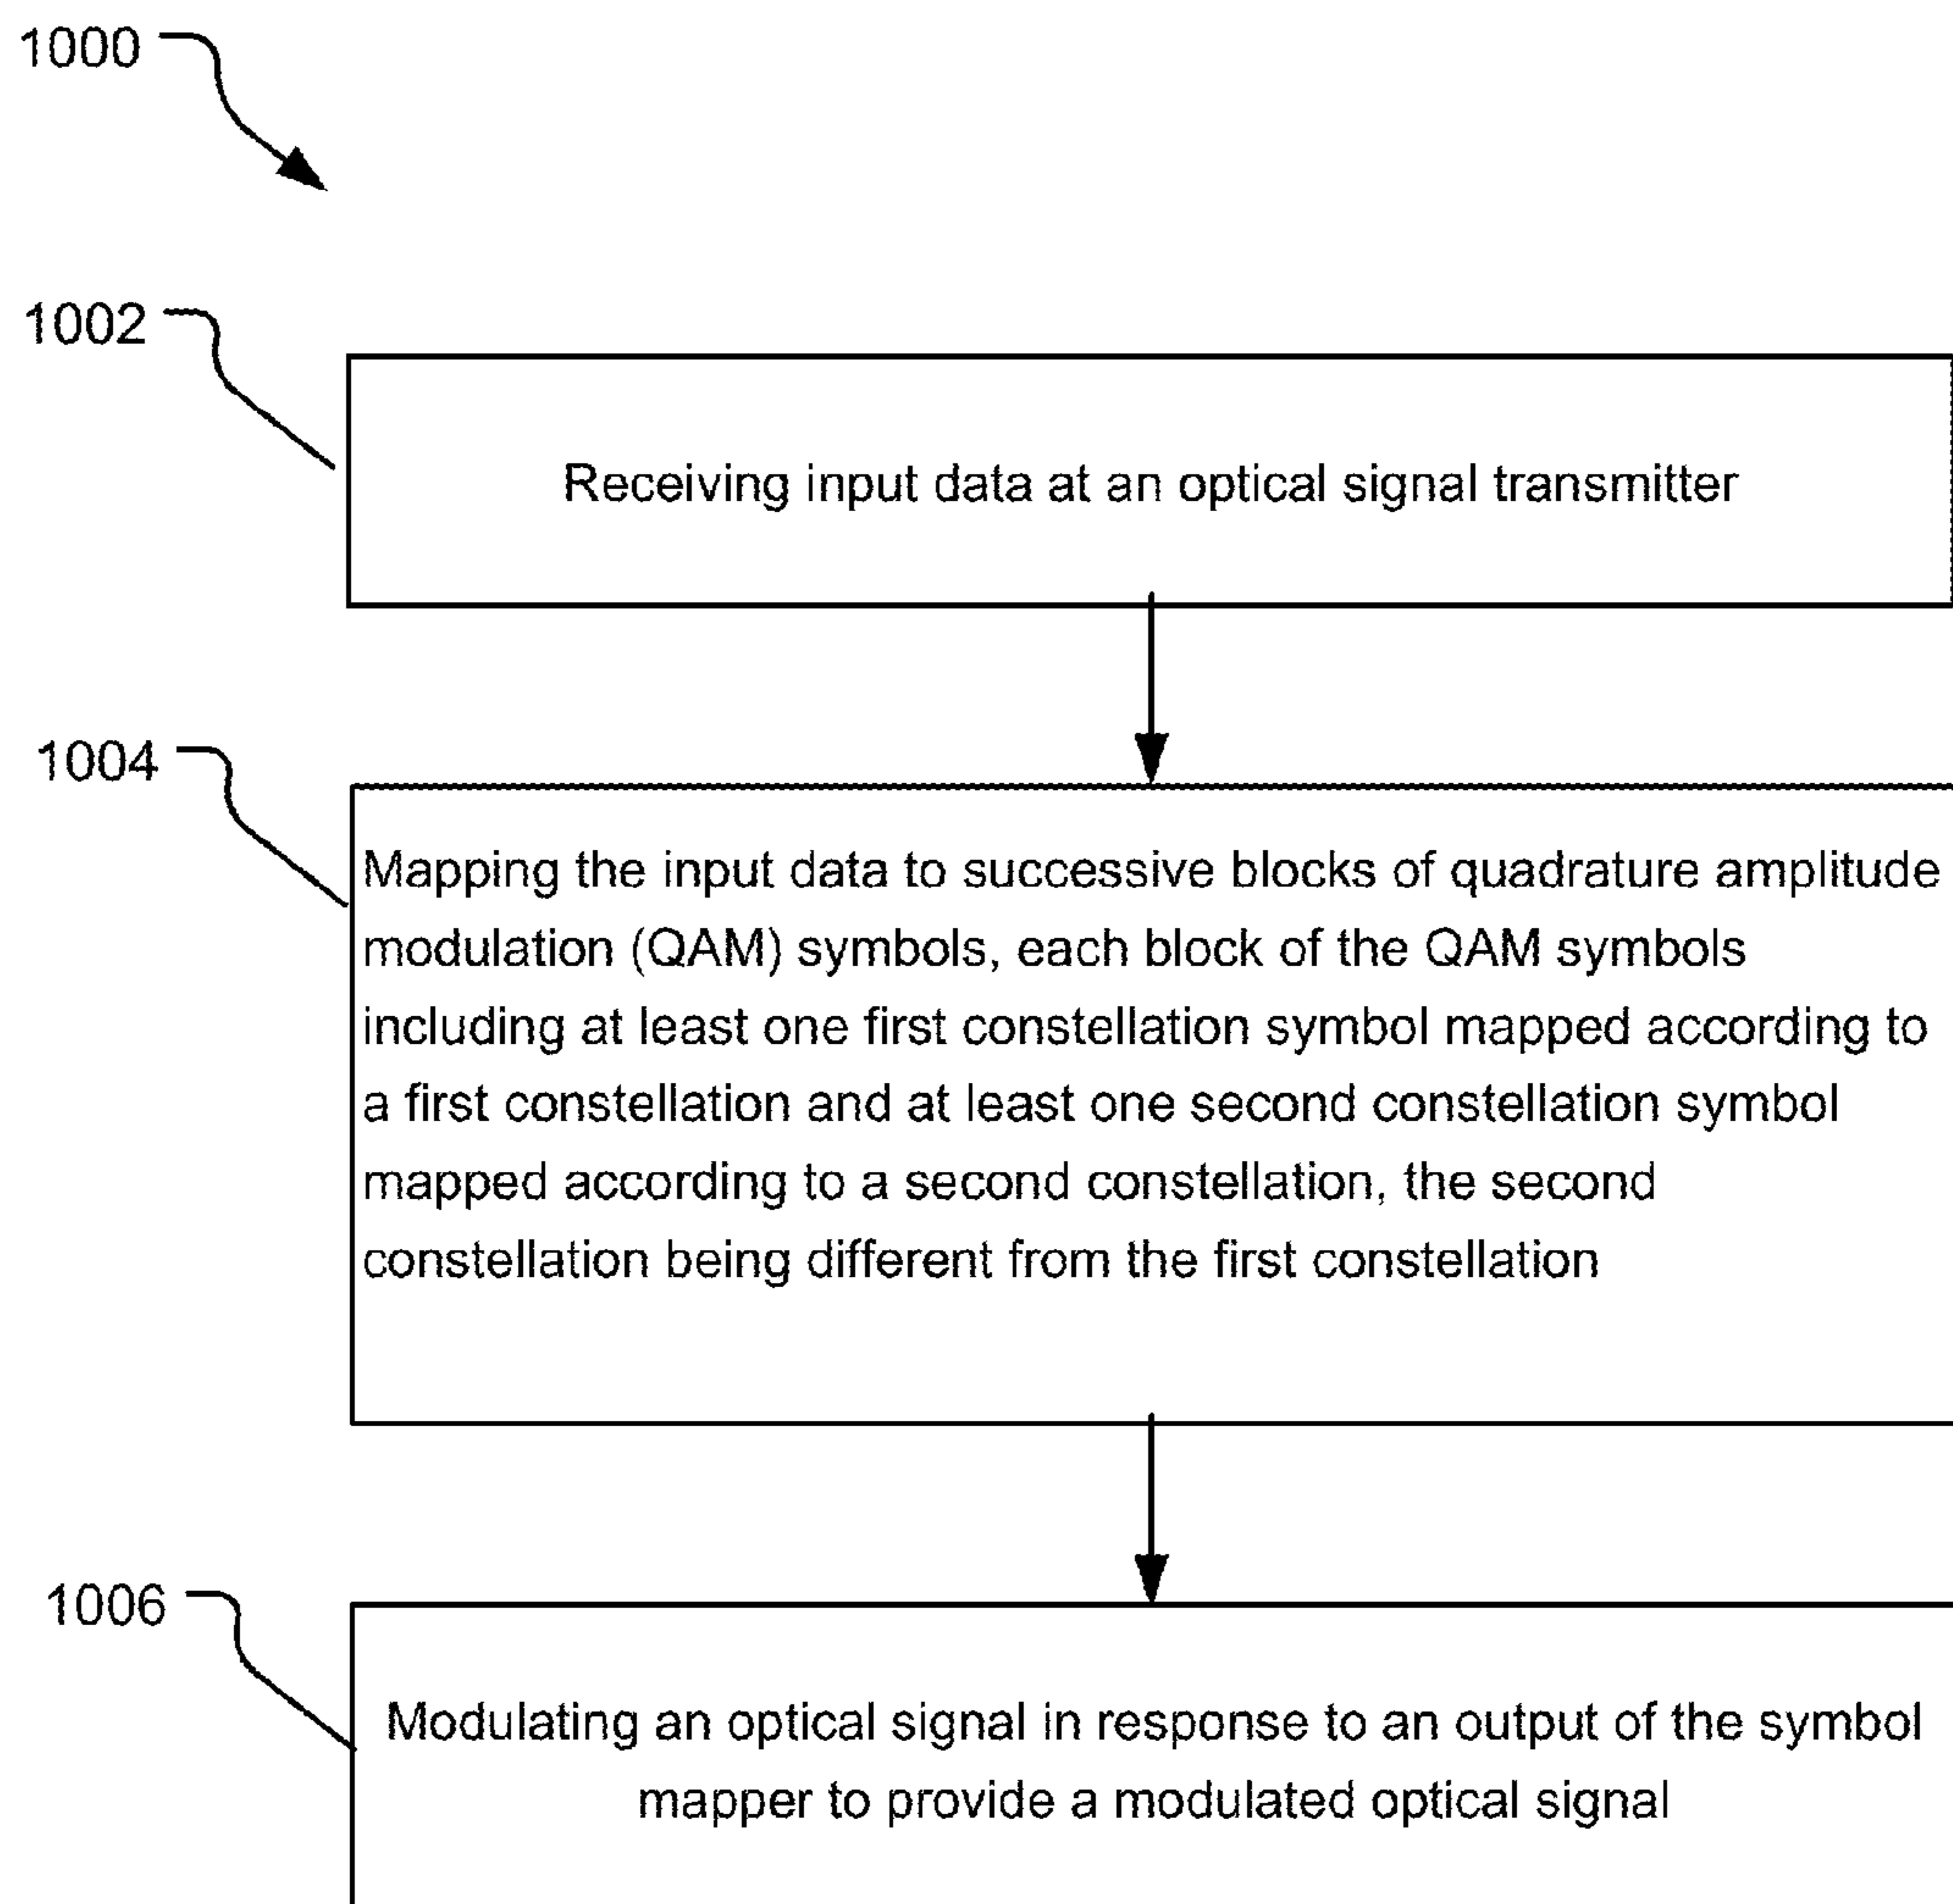 1000
1002
Receiving input data at an optical signal transmitter
1004
Mapping the input data to successive blocks of quadrature amplitude
modulation (QAM) symbols, each block of the QAM symbols
including at least one first constellation symbol mapped according to
a first constellation and at least one second constellation symbol
mapped according to a second constellation, the second
constellation being different from the first constellation
1006
Modulating an optical signal in response to an output of the symbol
mapper to provide a modulated optical signal